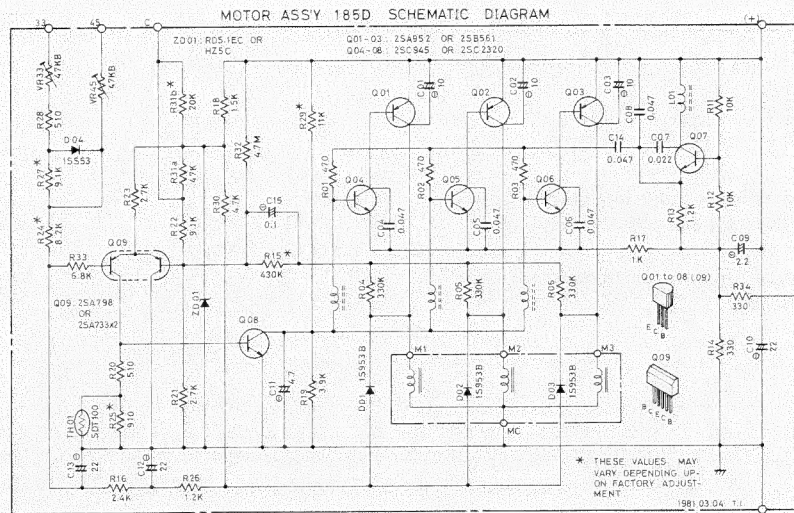 MOTOR ASS'Y 185D SCHEMATIC DIAGRAM
33
45
C
(+)
ZD01: RD5.1EC OR
HZ5C
Q01-03: 2SA952 OR 2SB561
Q04-08: 2SC945 OR 2SC2320
VR33
47KB
VR45
47KB
R28
510
D04
1S553
R27*
9.1K
R24*
8.2K
R33
6.8K
R31b*
20K
R31a
47K
R23
2.7K
R22
9.1K
R18
1.5K
R32
4.7M
R30
4.7K
R29*
11K
C15
0.1
R15*
430K
Q09
Q09: 2SA798
OR
2SA733x2
ZD01
Q08
R20
510
R25*
910
TH01
SDT100
R21
2.7K
C11
4.7
R19
3.9K
C13
22
C12
22
R16
2.4K
R26
1.2K
Q01
C01
10
Q02
C02
10
Q03
C03
10
R01
470
R02
470
R03
470
Q04
C04
0.047
Q05
C05
0.047
Q06
C06
0.047
C08
0.047
C14
0.047
C07
0.022
L01
Q07
R11
10K
R12
10K
R13
1.2K
R17
1K
C09
2.2
R04
330K
R05
330K
R06
330K
M1
M2
M3
MC
D01
1S953B
D02
1S953B
D03
1S953B
Q01 to 08 (09)
E C B
Q09
B C E C B
R34
330
R14
330
C10
22
* THESE VALUES MAY
VARY DEPENDING UP-
ON FACTORY ADJUST-
MENT
1981.03.04 T.I.